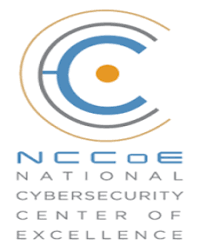 NCCoE
NATIONAL
CYBERSECURITY
CENTER OF
EXCELLENCE